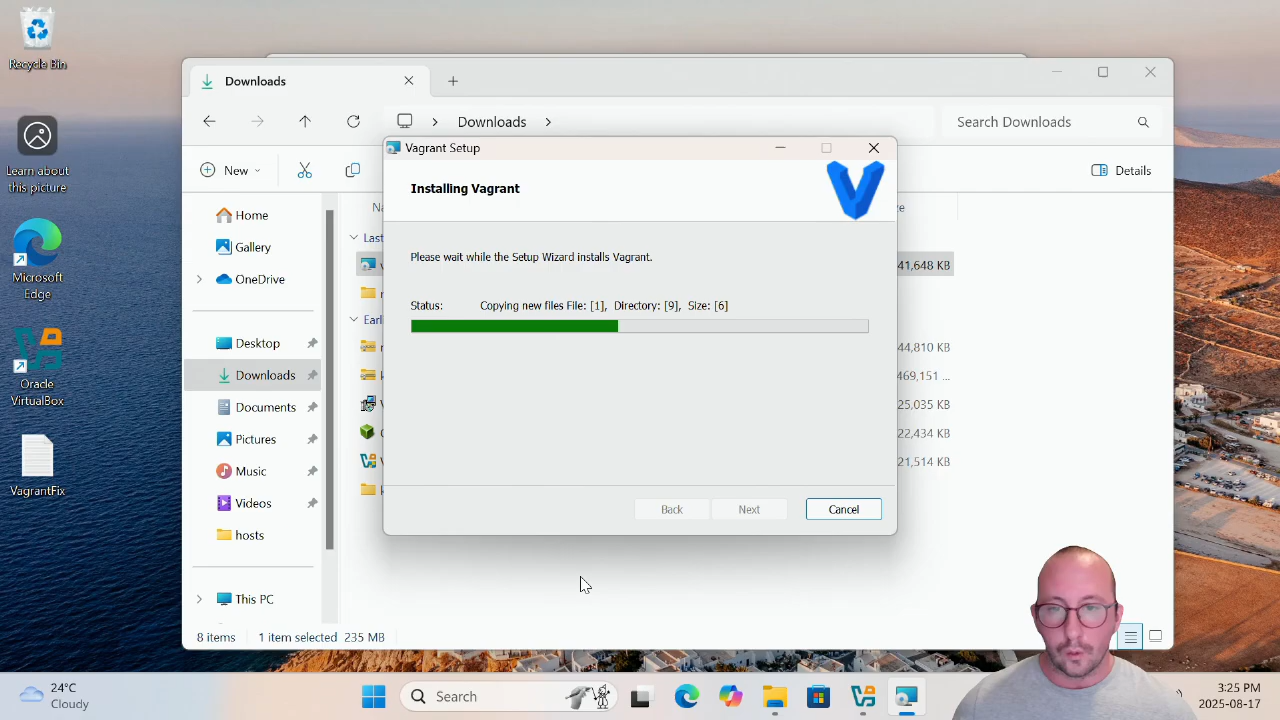 Recycle Bin
Learn about
this picture
Microsoft
Edge
Oracle
VirtualBox
VagrantFix
Downloads
Downloads
Search Downloads
New
Details
Home
Gallery
OneDrive
Desktop
Downloads
Documents
Pictures
Music
Videos
hosts
This PC
41,648 KB
44,810 KB
469,151 ...
25,035 KB
22,434 KB
21,514 KB
8 items
1 item selected 235 MB
Vagrant Setup
Installing Vagrant
Please wait while the Setup Wizard installs Vagrant.
Status: Copying new files File: [1], Directory: [9], Size: [6]
Back
Next
Cancel
24°C
Cloudy
Search
3:25 PM
2025-08-17